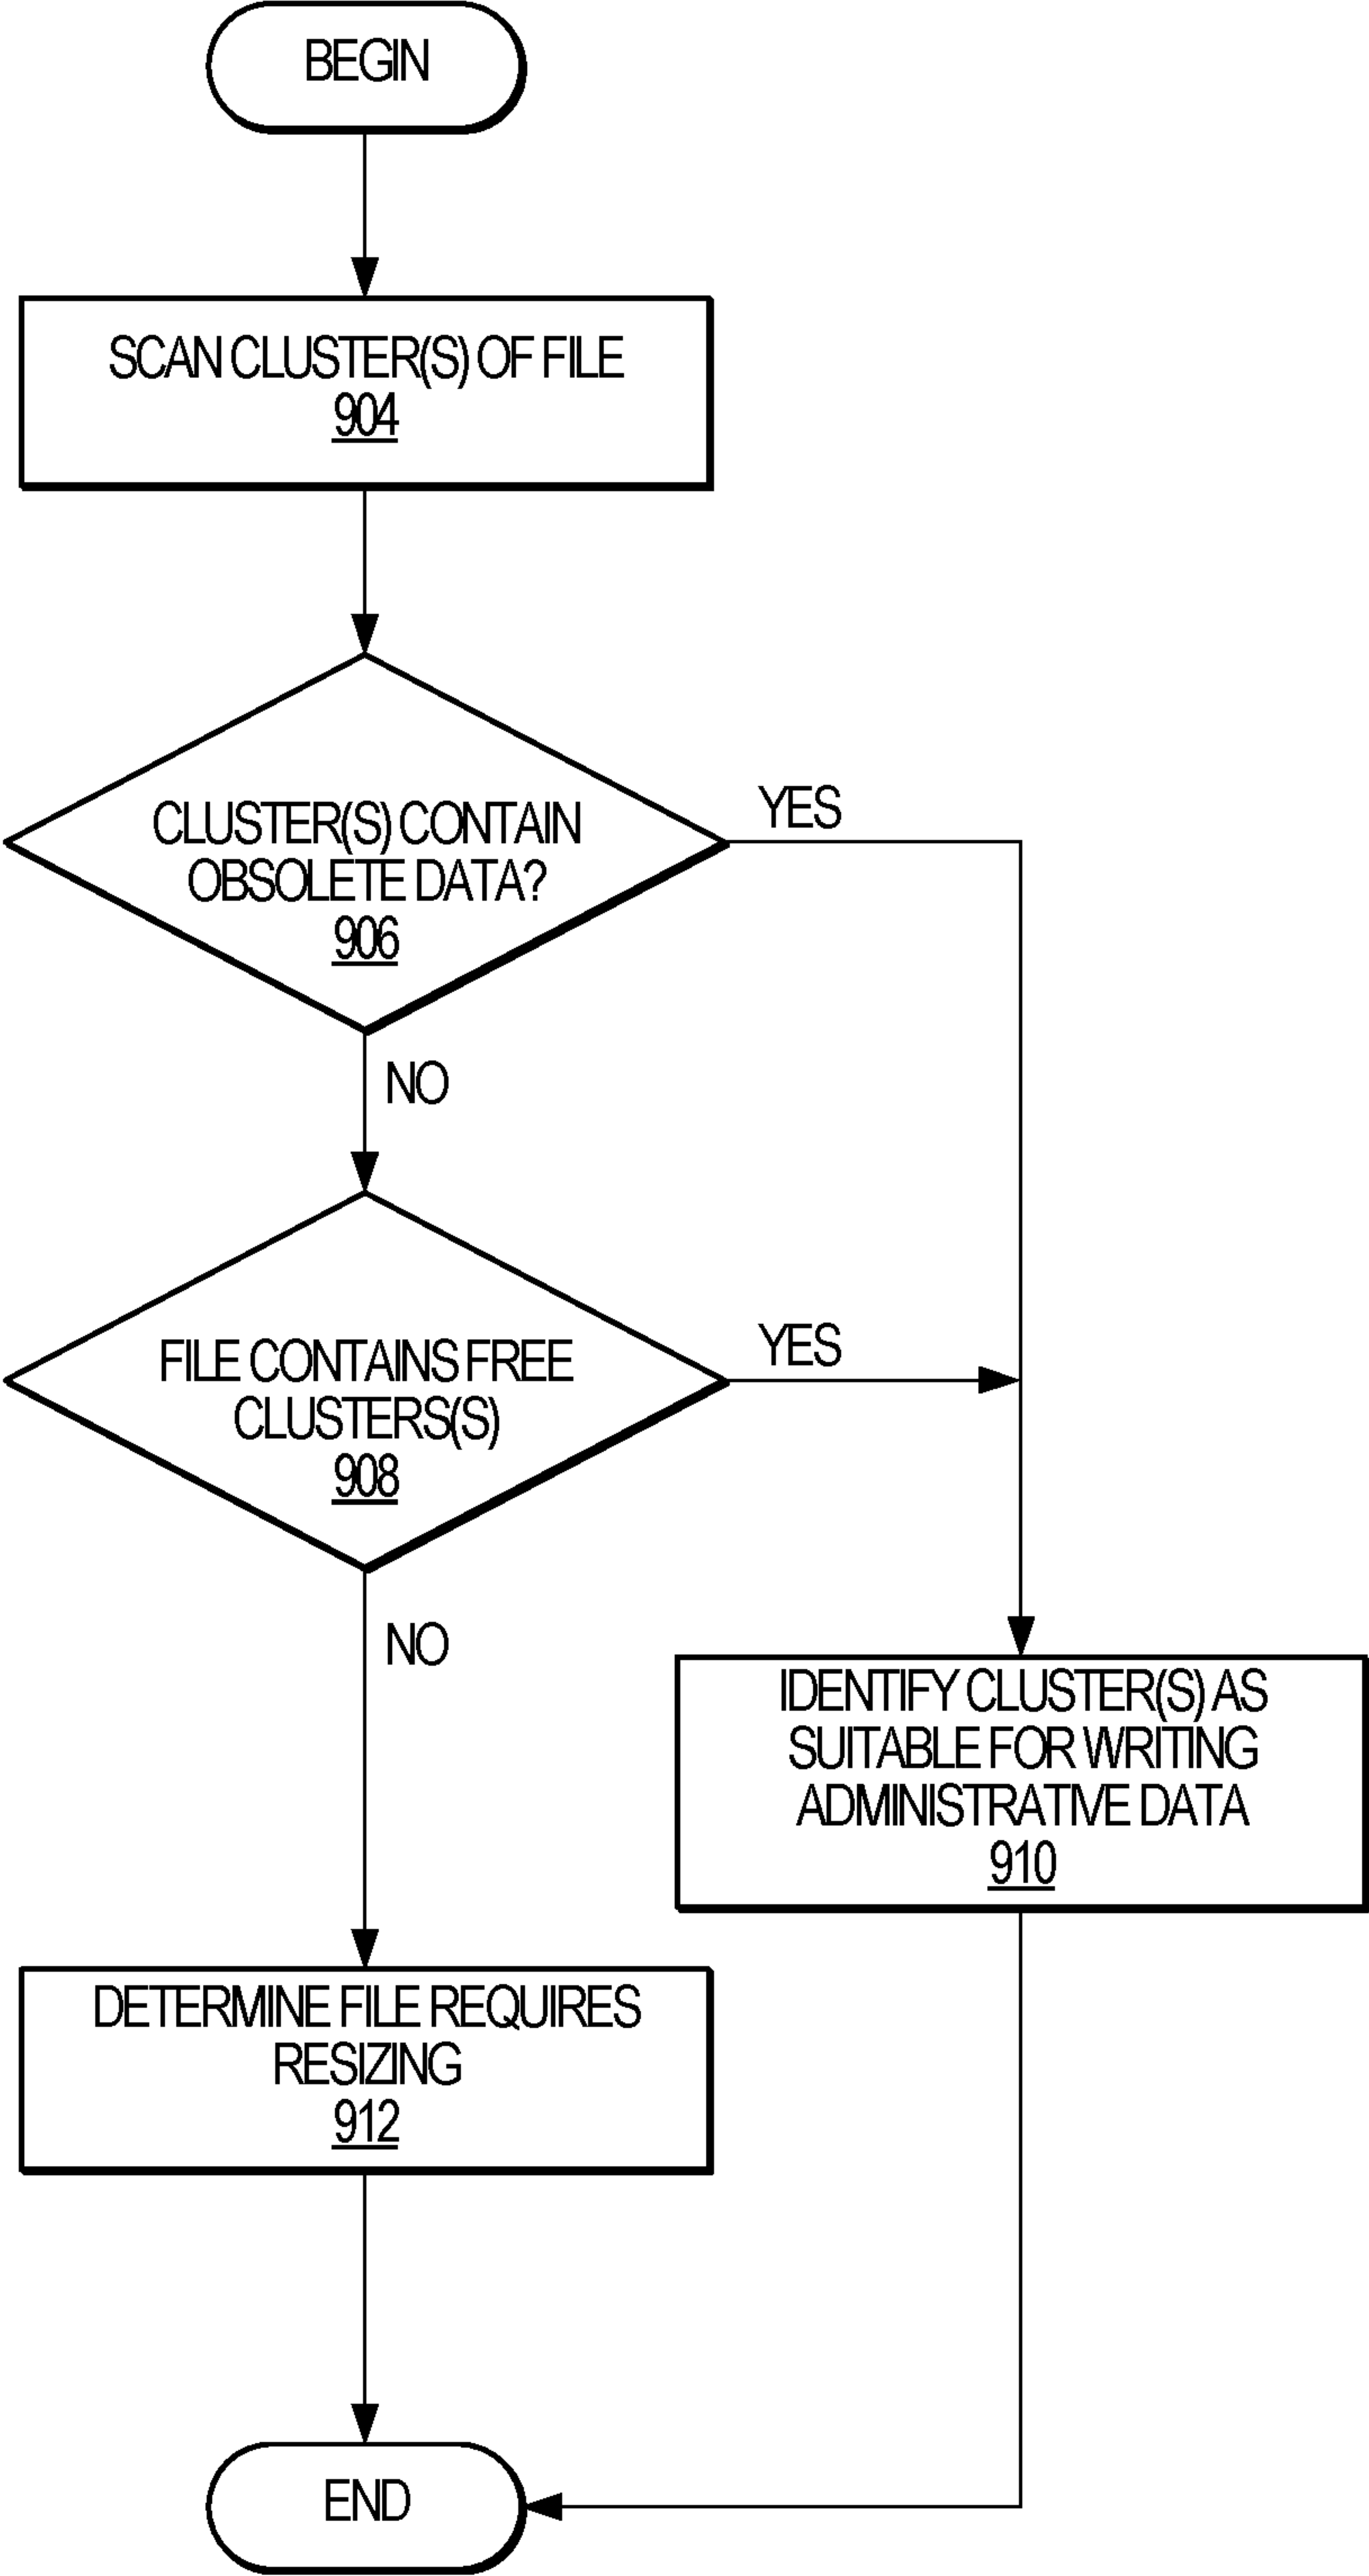 BEGIN
SCAN CLUSTER(S) OF FILE
904
CLUSTER(S) CONTAIN
OBSOLETE DATA?
906
YES
NO
FILE CONTAINS FREE
CLUSTERS(S)
908
YES
NO
IDENTIFY CLUSTER(S) AS
SUITABLE FOR WRITING
ADMINISTRATIVE DATA
910
DETERMINE FILE REQUIRES
RESIZING
912
END